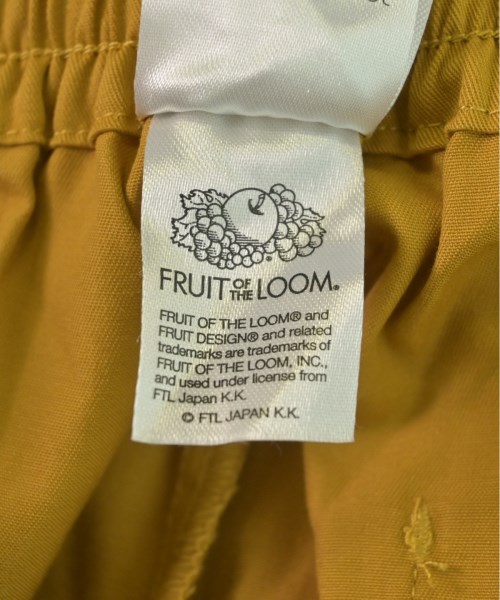 FRUIT OF THE LOOM®
FRUIT OF THE LOOM® and
FRUIT DESIGN® and related
trademarks are trademarks of
FRUIT OF THE LOOM, INC.,
and used under license from
FTL Japan K.K.
© FTL JAPAN K.K.